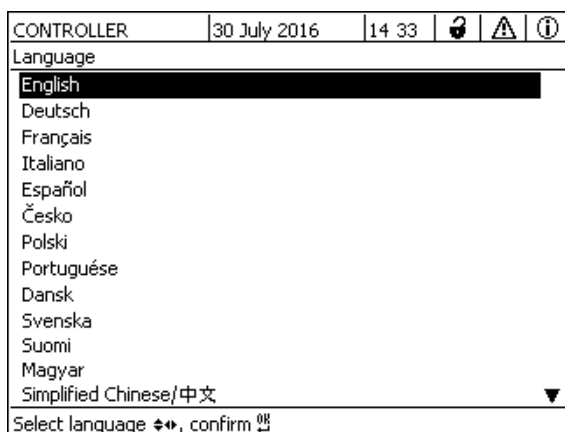 CONTROLLER 30 July 2016 14 33
Language
English
Deutsch
Français
Italiano
Español
Česko
Polski
Portuguése
Dansk
Svenska
Suomi
Magyar
Simplified Chinese/中文
Select language, confirm OK